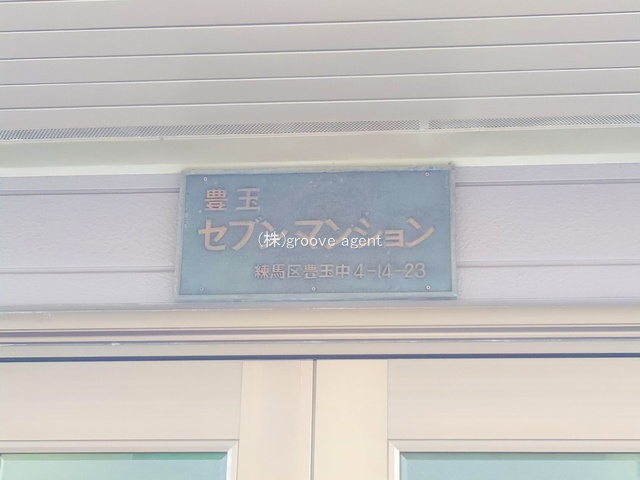 豊玉
セブンマンション
(株)groove agent
練馬区豊玉中4-14-23